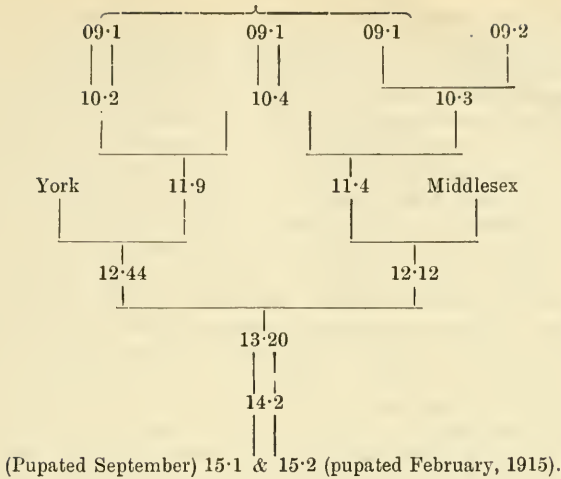 09·1 09·1 09·1 09·2
10·2 10·4 10·3
York 11·9 11·4 Middlesex
12·44 12·12
13·20
14·2
(Pupated September) 15·1 & 15·2 (pupated February, 1915).